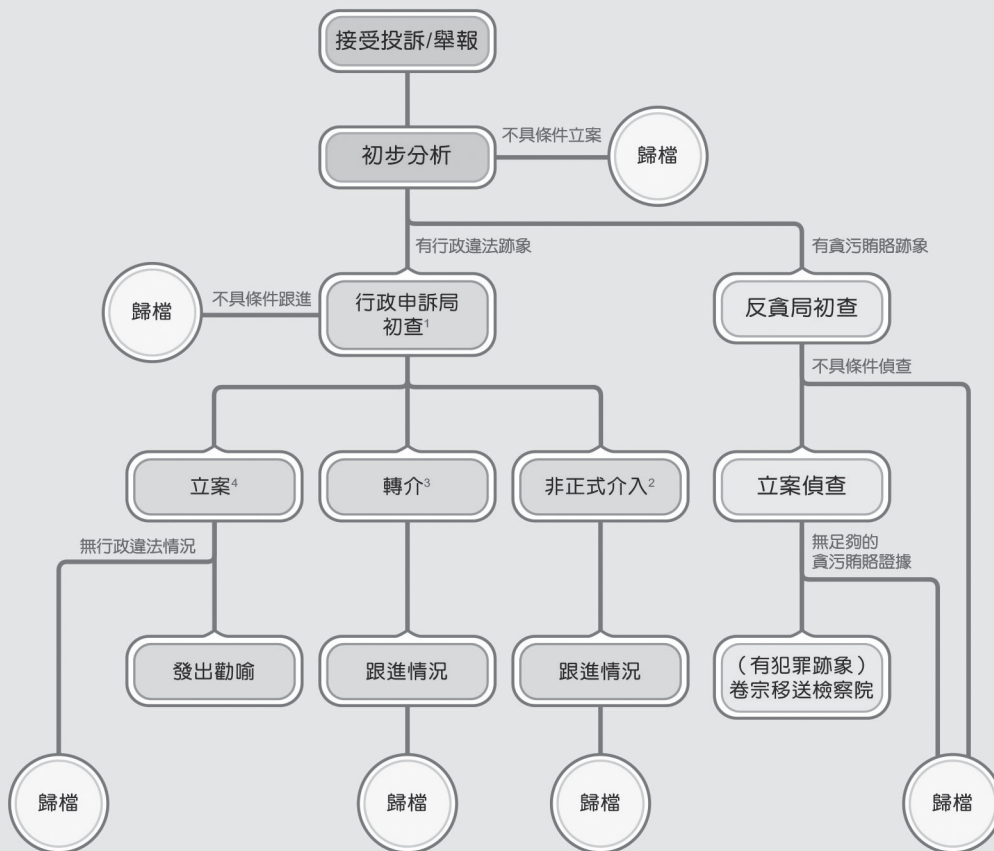 接受投訴/舉報
初步分析
不具條件立案
歸檔
有行政違法跡象
有貪污賄賂跡象
歸檔
不具條件跟進
行政申訴局
初查1
反貪局初查
不具條件偵查
立案4
轉介3
非正式介入2
立案偵查
無行政違法情況
無足夠的
貪污賄賂證據
發出勸喻
跟進情況
跟進情況
（有犯罪跡象）
卷宗移送檢察院
歸檔
歸檔
歸檔
歸檔